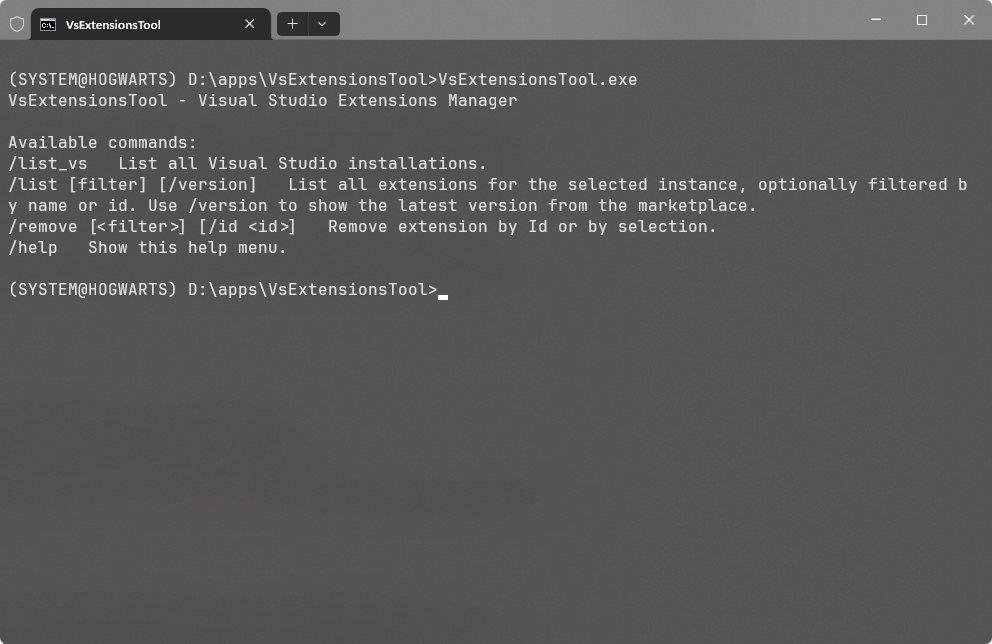 VsExtensionsTool
(SYSTEM@HOGWARTS) D:\apps\VsExtensionsTool>VsExtensionsTool.exe
VsExtensionsTool - Visual Studio Extensions Manager
Available commands:
/list_vs   List all Visual Studio installations.
/list [filter] [/version]   List all extensions for the selected instance, optionally filtered b
y name or id. Use /version to show the latest version from the marketplace.
/remove [<filter>] [/id <id>]   Remove extension by Id or by selection.
/help   Show this help menu.
(SYSTEM@HOGWARTS) D:\apps\VsExtensionsTool>